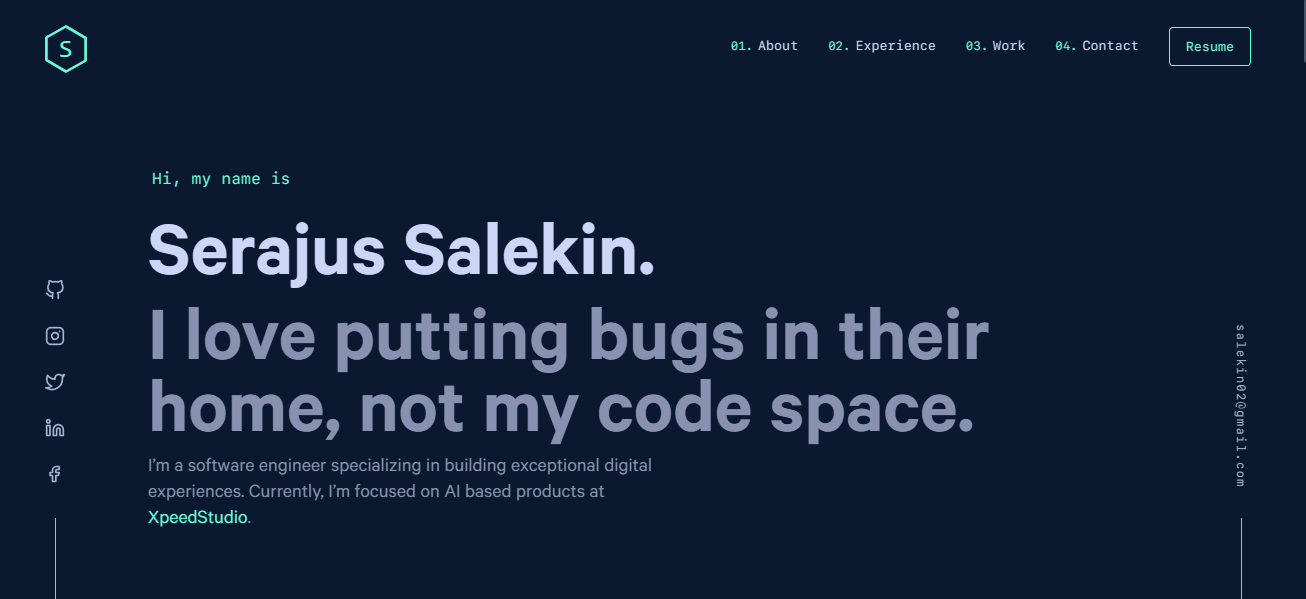 S
01. About 02. Experience 03. Work 04. Contact Resume
Hi, my name is
Serajus Salekin.
I love putting bugs in their
home, not my code space.
I'm a software engineer specializing in building exceptional digital
experiences. Currently, I'm focused on AI based products at
XpeedStudio.
salekin02@gmail.com